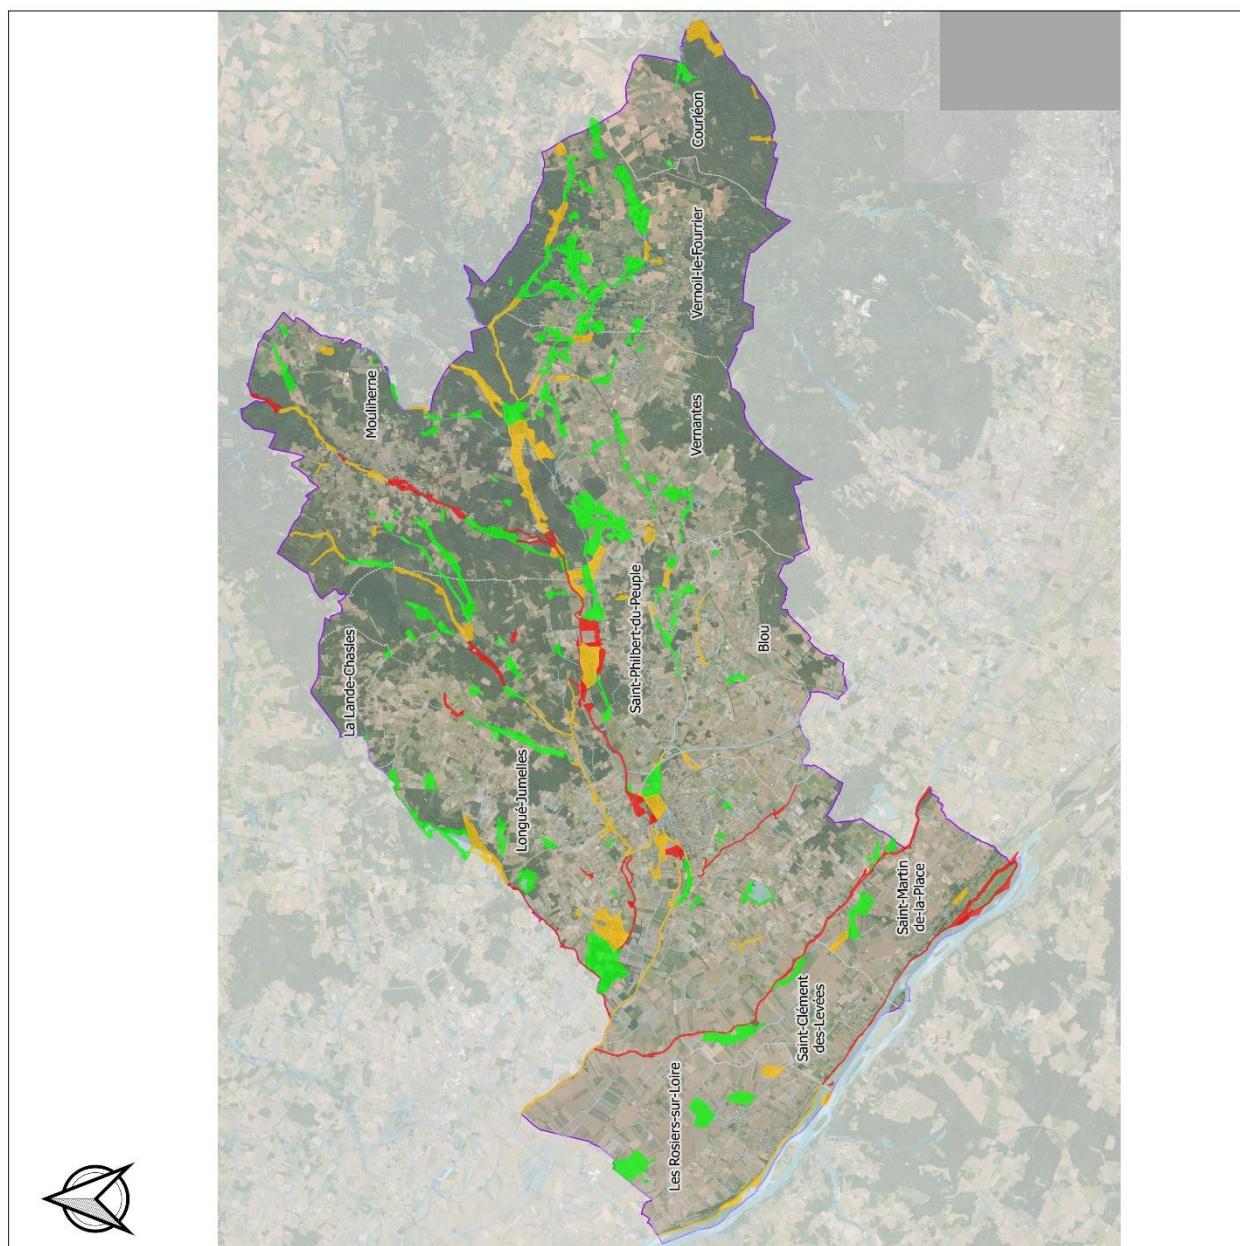 Courléon
Vernoil-le-Fourrier
Mouliherne
Vernantes
La Lande-Chasles
Saint-Philbert-du-Peuple
Blou
Longué-Jumelles
Saint-Martin
de-la-Place
Saint-Clément
des-Levées
Les Rosiers-sur-Loire